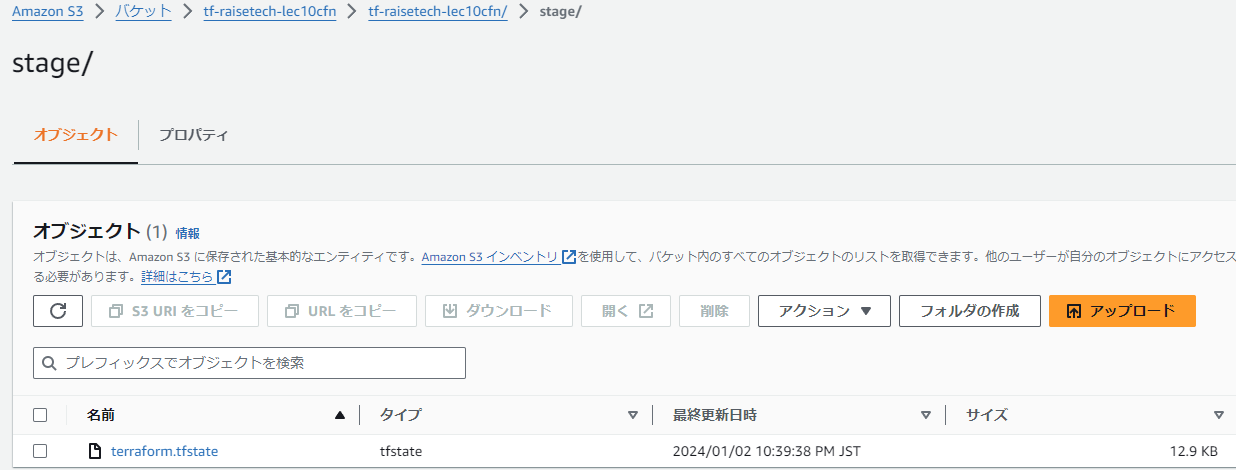 Amazon S3 > バケット > tf-raisetech-lec10cfn > tf-raisetech-lec10cfn/ > stage/
stage/
オブジェクト プロパティ
オブジェクト (1) 情報
オブジェクトは、Amazon S3 に保存された基本的なエンティティです。Amazon S3 インベントリ を使用して、バケット内のすべてのオブジェクトのリストを取得できます。他のユーザーが自分のオブジェクトにアクセス
る必要があります。詳細はこちら
S3 URI をコピー URL をコピー ダウンロード 開く 削除 アクション フォルダの作成 アップロード
プレフィックスでオブジェクトを検索
名前 タイプ 最終更新日時 サイズ
terraform.tfstate tfstate 2024/01/02 10:39:38 PM JST 12.9 KB